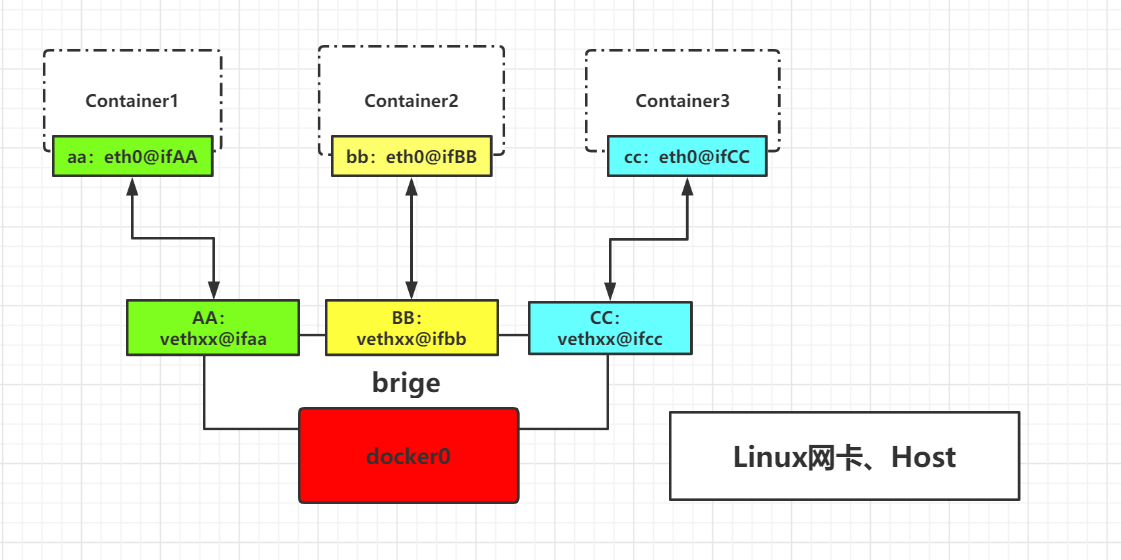 Container1
Container2
Container3
aa：eth0@ifAA
bb：eth0@ifBB
cc：eth0@ifCC
AA：
vethxx@ifaa
BB：
vethxx@ifbb
CC：
vethxx@ifcc
brige
docker0
Linux网卡、Host